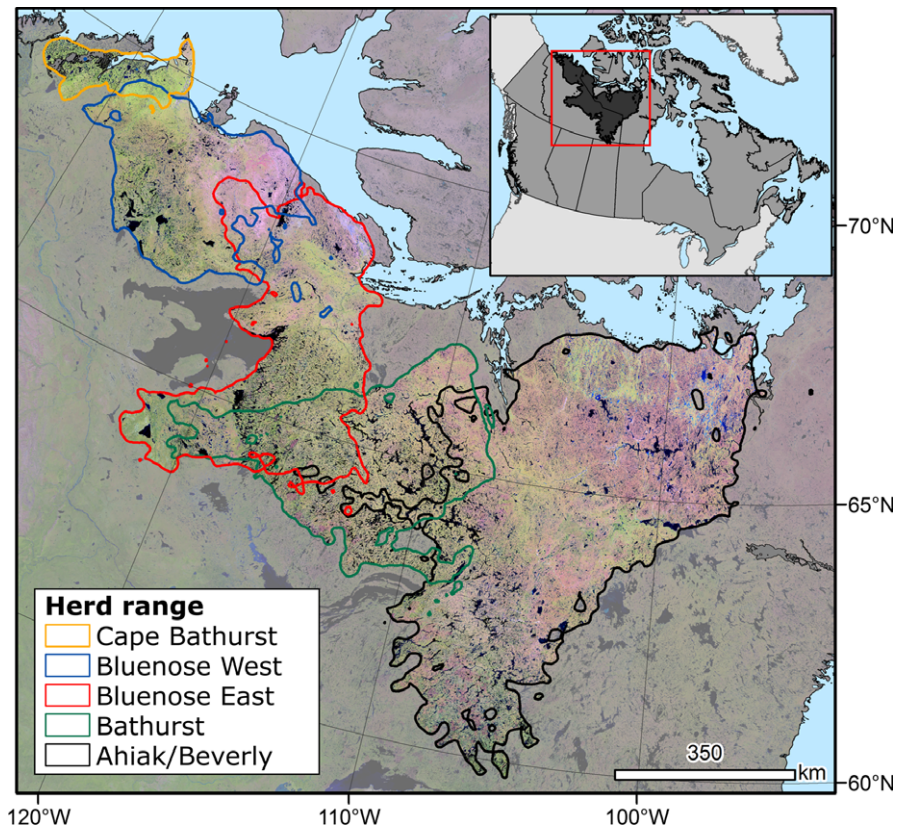 70°N
65°N
Herd range
Cape Bathurst
Bluenose West
Bluenose East
Bathurst
Ahiak/Beverly
350
km
60°N
120°W
110°W
100°W